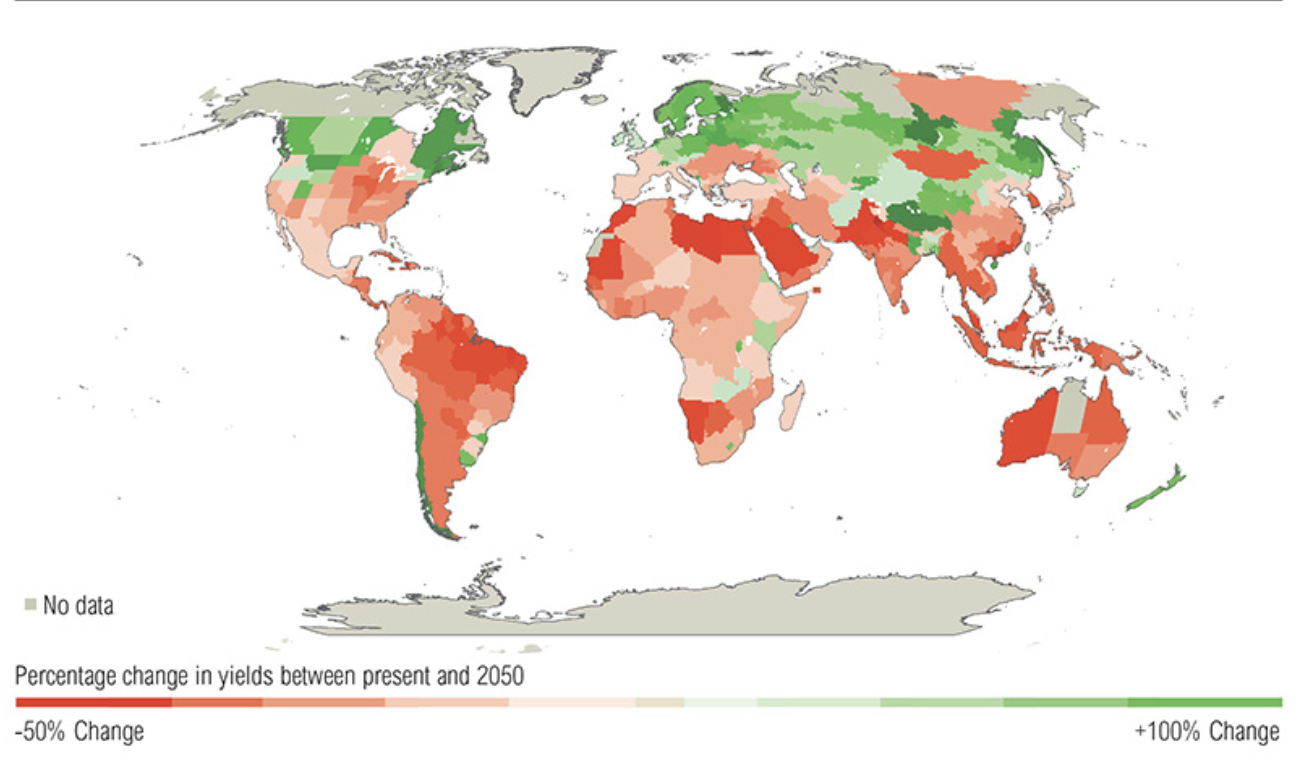 No data
Percentage change in yields between present and 2050
-50% Change
+100% Change